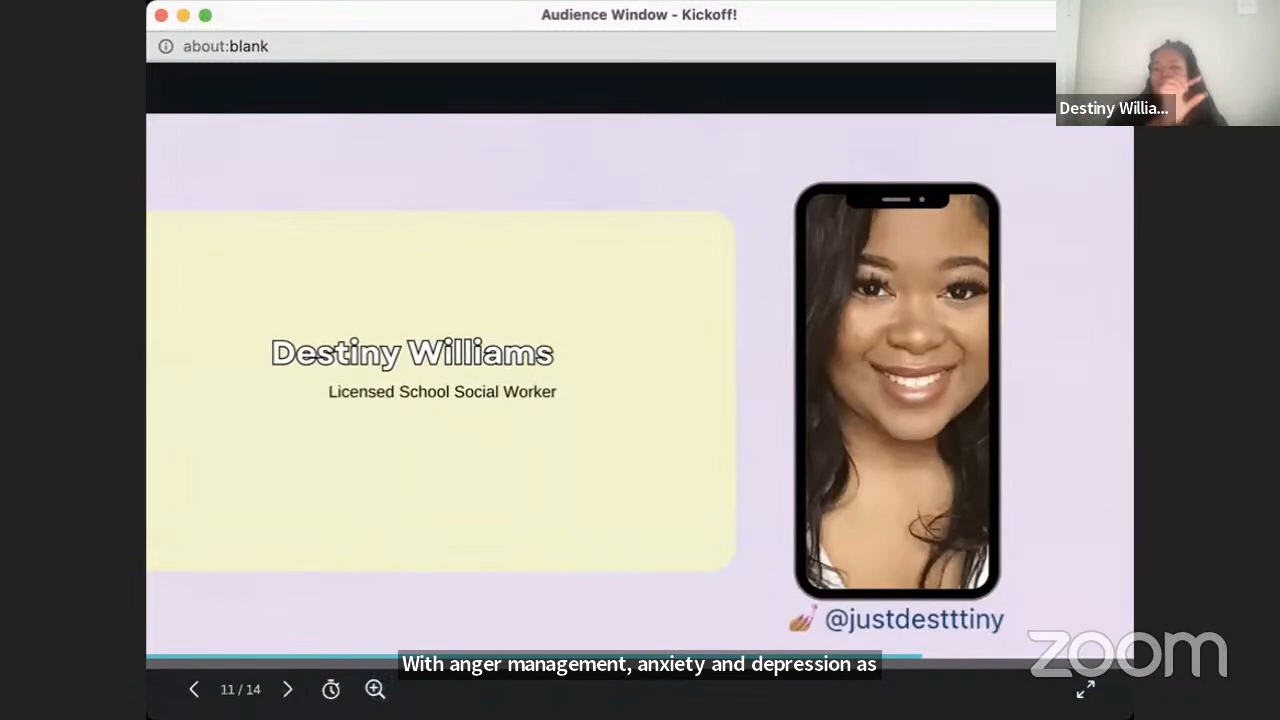 Audience Window - Kickoff!
about:blank
Destiny Willia...
Destiny Williams
Licensed School Social Worker
@justdestttiny
With anger management, anxiety and depression as
11 / 14
zoom